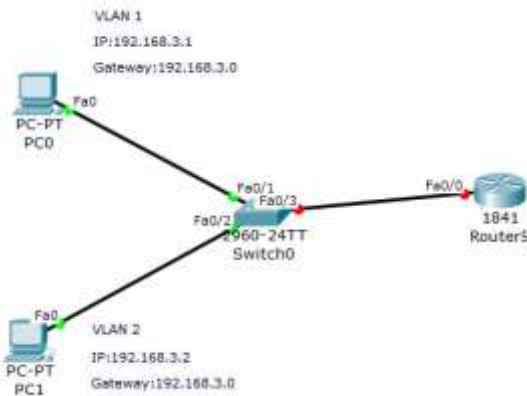 VLAN 1
IP:192.168.3.1
Gateway:192.168.3.0
Fa0
PC-PT
PC0
Fa0/1
Fa0/3
Fa0/0
Fa0/2
2960-24TT
Switch0
1841
Fa0
VLAN 2
IP:192.168.3.2
PC-PT
PC1
Gateway:192.168.3.0